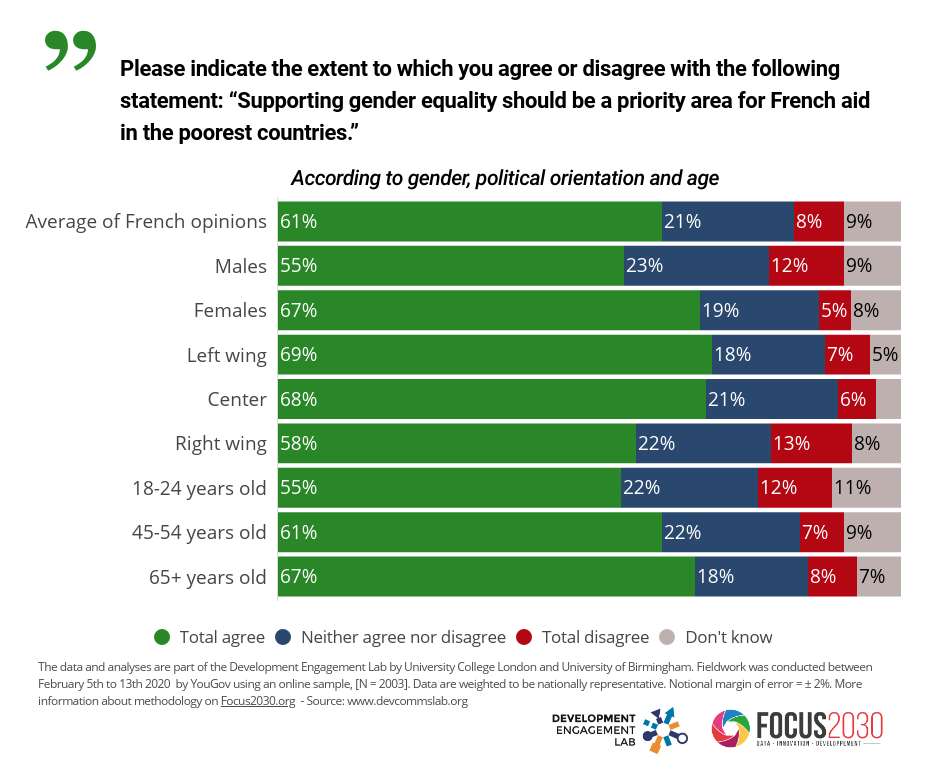 Please indicate the extent to which you agree or disagree with the following
statement: “Supporting gender equality should be a priority area for French aid
in the poorest countries.”
According to gender, political orientation and age
Average of French opinions 61% 21% 8% 9%
Males 55% 23% 12% 9%
Females 67% 19% 5% 8%
Left wing 69% 18% 7% 5%
Center 68% 21% 6%
Right wing 58% 22% 13% 8%
18-24 years old 55% 22% 12% 11%
45-54 years old 61% 22% 7% 9%
65+ years old 67% 18% 8% 7%
Total agree Neither agree nor disagree Total disagree Don't know
The data and analyses are part of the Development Engagement Lab by University College London and University of Birmingham. Fieldwork was conducted between
February 5th to 13th 2020 by YouGov using an online sample, [N = 2003]. Data are weighted to be nationally representative. Notional margin of error = ± 2%. More
information about methodology on Focus2030.org - Source: www.devcommslab.org
DEVELOPMENT
ENGAGEMENT
LAB
FOCUS2030
DATA · INNOVATION · DEVELOPPEMENT